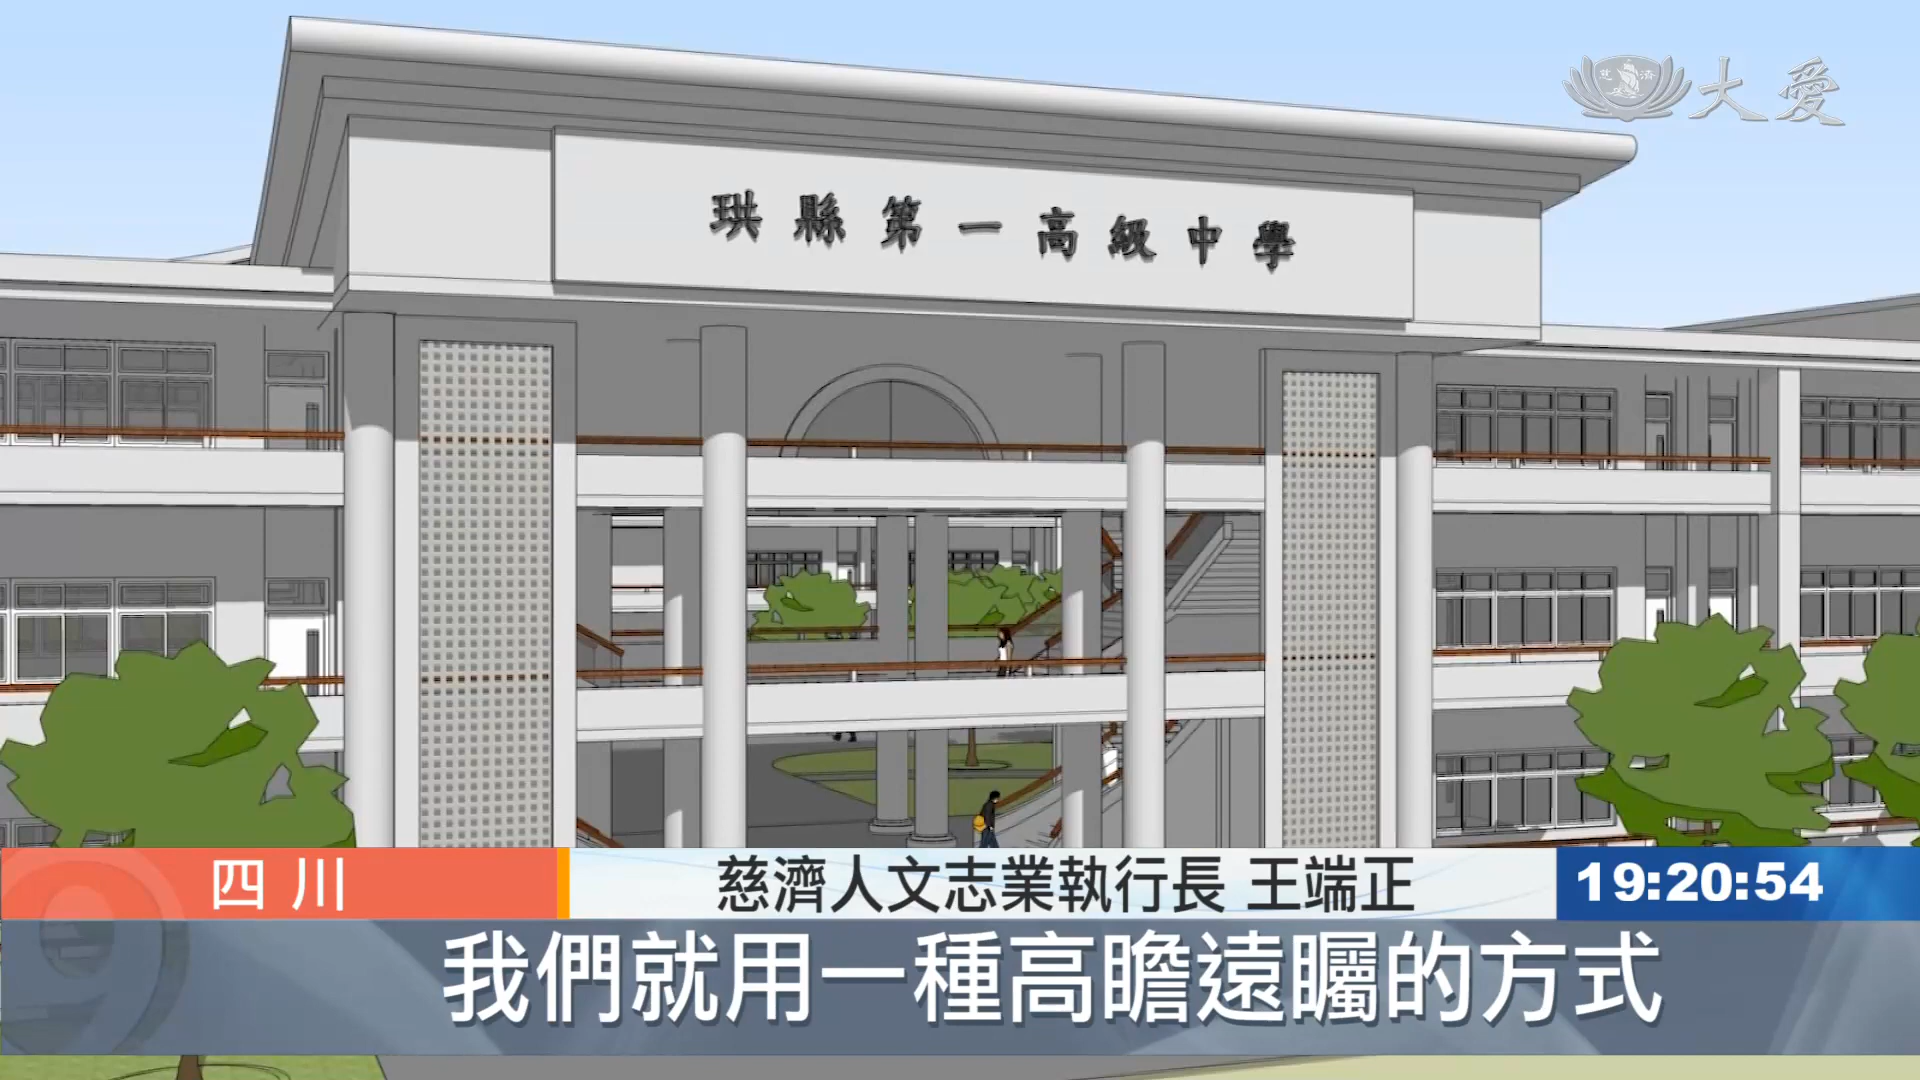 慈濟
大愛
珙縣第一高級中學
四川
慈濟人文志業執行長 王端正
19:20:54
我們就用一種高瞻遠矚的方式